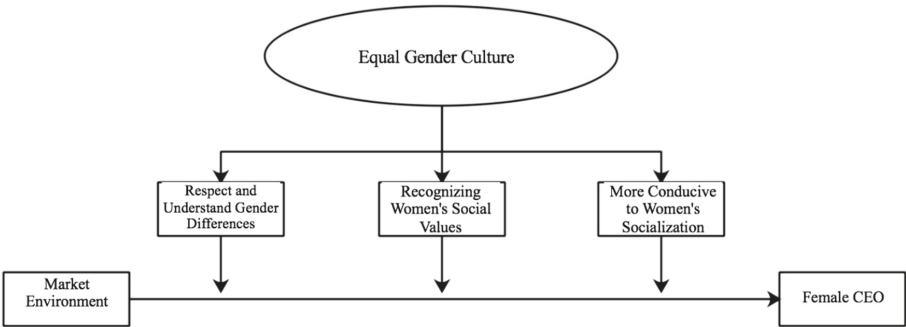 Equal Gender Culture
Respect and
Understand Gender
Differences
Recognizing
Women's Social
Values
More Conducive
to Women's
Socialization
Market
Environment
Female CEO